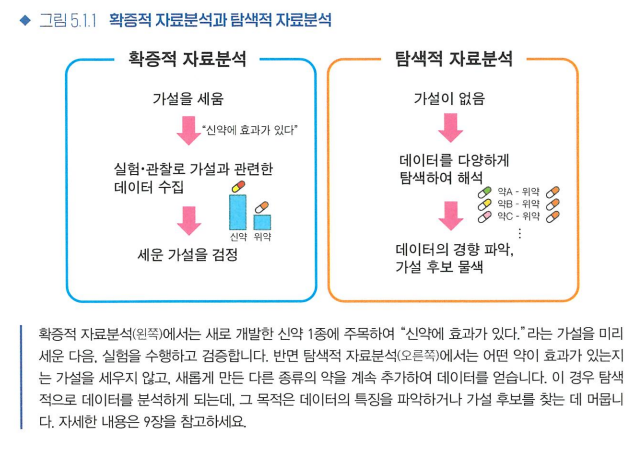 ◆ 그림 5.1.1 확증적 자료분석과 탐색적 자료분석
확증적 자료분석
가설을 세움
“신약에 효과가 있다”
실험·관찰로 가설과 관련한
데이터 수집
신약 위약
세운 가설을 검정
탐색적 자료분석
가설이 없음
데이터를 다양하게
탐색하여 해석
약A - 위약
약B - 위약
약C - 위약
⋮
데이터의 경향 파악,
가설 후보 물색
확증적 자료분석(왼쪽)에서는 새로 개발한 신약 1종에 주목하여 “신약에 효과가 있다.”라는 가설을 미리
세운 다음, 실험을 수행하고 검증합니다. 반면 탐색적 자료분석(오른쪽)에서는 어떤 약이 효과가 있는지
는 가설을 세우지 않고, 새롭게 만든 다른 종류의 약을 계속 추가하여 데이터를 얻습니다. 이 경우 탐색
적으로 데이터를 분석하게 되는데, 그 목적은 데이터의 특징을 파악하거나 가설 후보를 찾는 데 머뭅니
다. 자세한 내용은 9장을 참고하세요.